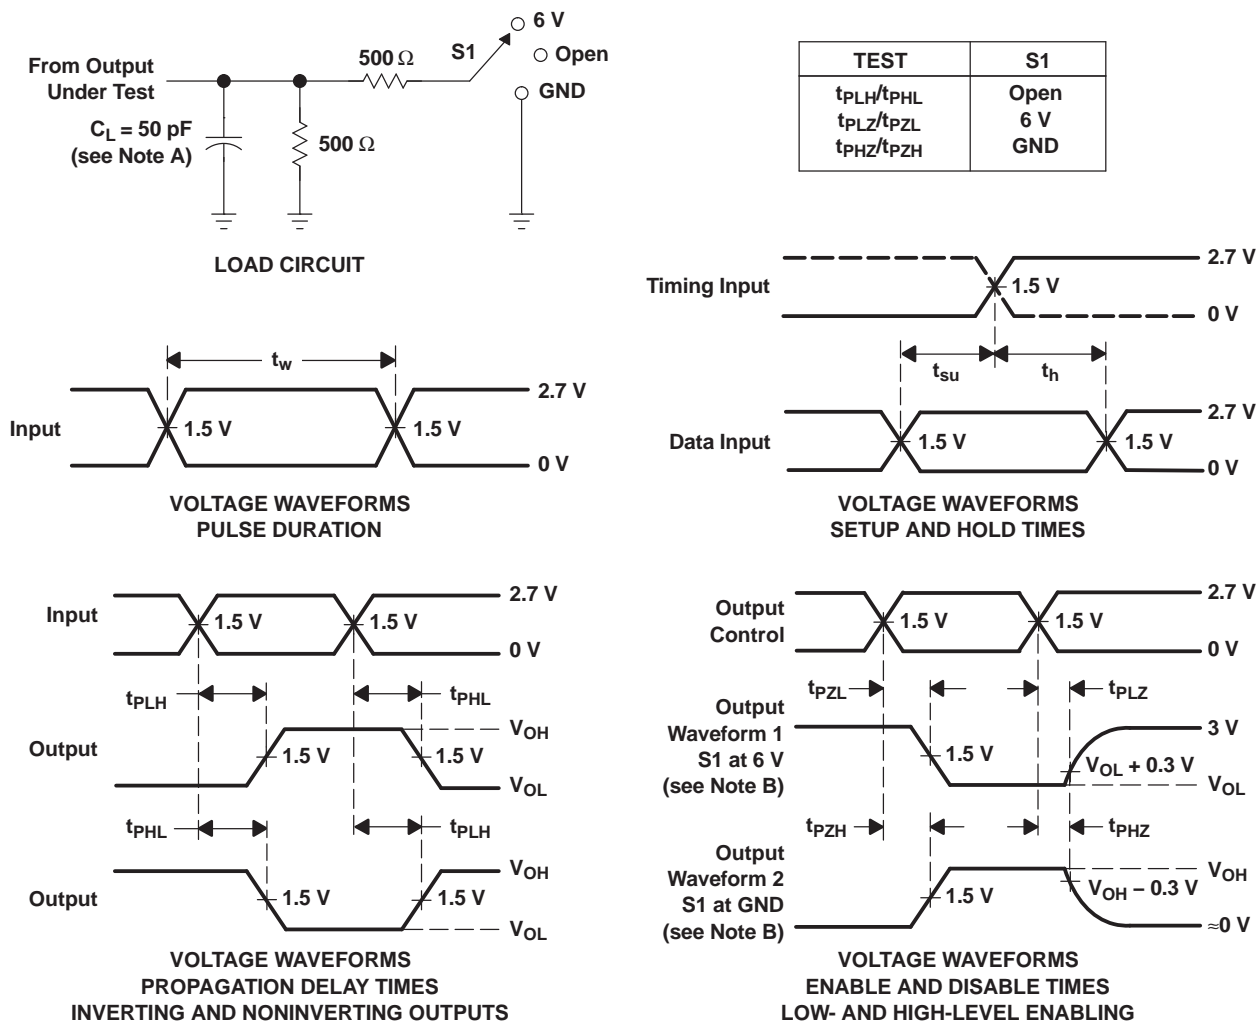 6 V
S1
Open
500 Ω
From Output
Under Test
GND
C_L = 50 pF
(see Note A)
500 Ω
LOAD CIRCUIT
TEST S1
t_PLH/t_PHL Open
t_PLZ/t_PZL 6 V
t_PHZ/t_PZH GND
2.7 V
Timing Input 1.5 V
0 V
t_su t_h
2.7 V
Data Input 1.5 V 1.5 V
0 V
VOLTAGE WAVEFORMS
SETUP AND HOLD TIMES
t_w
2.7 V
Input 1.5 V 1.5 V
0 V
VOLTAGE WAVEFORMS
PULSE DURATION
2.7 V
Input 1.5 V 1.5 V
0 V
t_PLH t_PHL
V_OH
Output 1.5 V 1.5 V
V_OL
t_PHL t_PLH
V_OH
Output 1.5 V 1.5 V
V_OL
VOLTAGE WAVEFORMS
PROPAGATION DELAY TIMES
INVERTING AND NONINVERTING OUTPUTS
2.7 V
Output
Control
1.5 V 1.5 V
0 V
t_PZL t_PLZ
Output
Waveform 1
S1 at 6 V
(see Note B)
3 V
1.5 V
V_OL + 0.3 V
V_OL
t_PZH t_PHZ
Output
Waveform 2
S1 at GND
(see Note B)
V_OH
1.5 V
V_OH − 0.3 V
≈0 V
VOLTAGE WAVEFORMS
ENABLE AND DISABLE TIMES
LOW- AND HIGH-LEVEL ENABLING